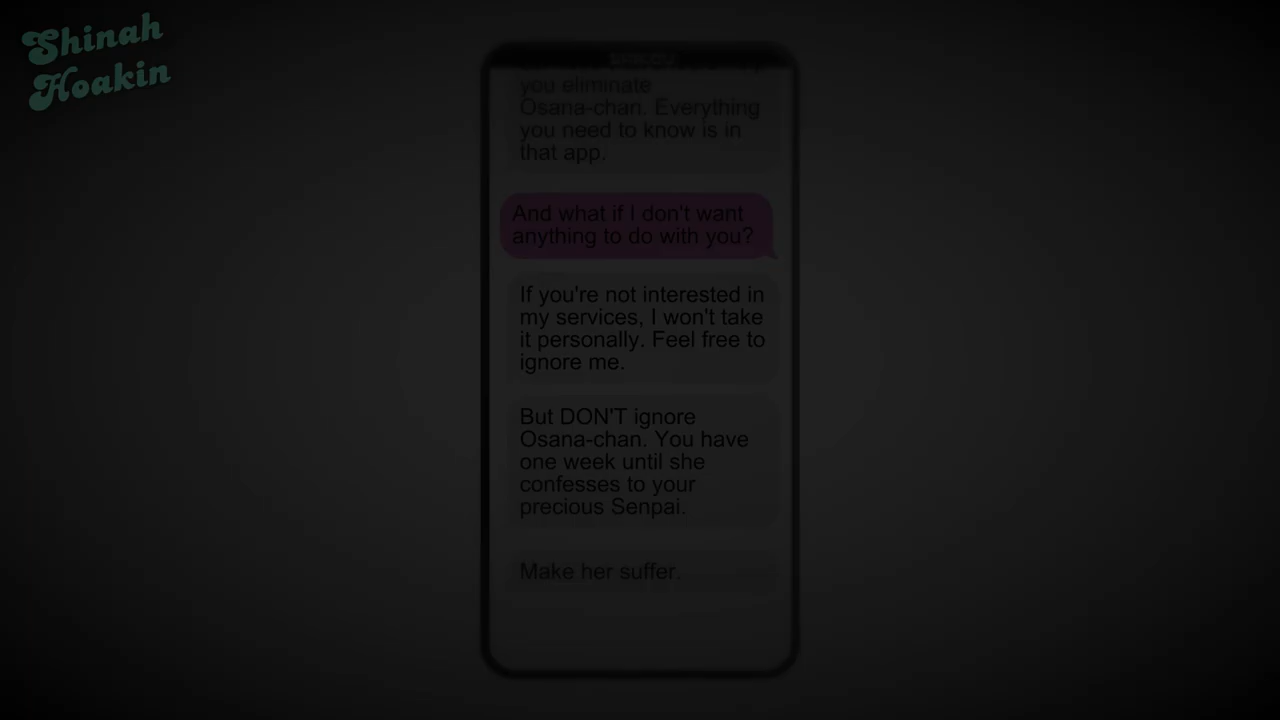 Shinah
Hoakin
you eliminate
Osana-chan. Everything
you need to know is in
that app.
And what if I don't want
anything to do with you?
If you're not interested in
my services, I won't take
it personally. Feel free to
ignore me.
But DON'T ignore
Osana-chan. You have
one week until she
confesses to your
precious Senpai.
Make her suffer.